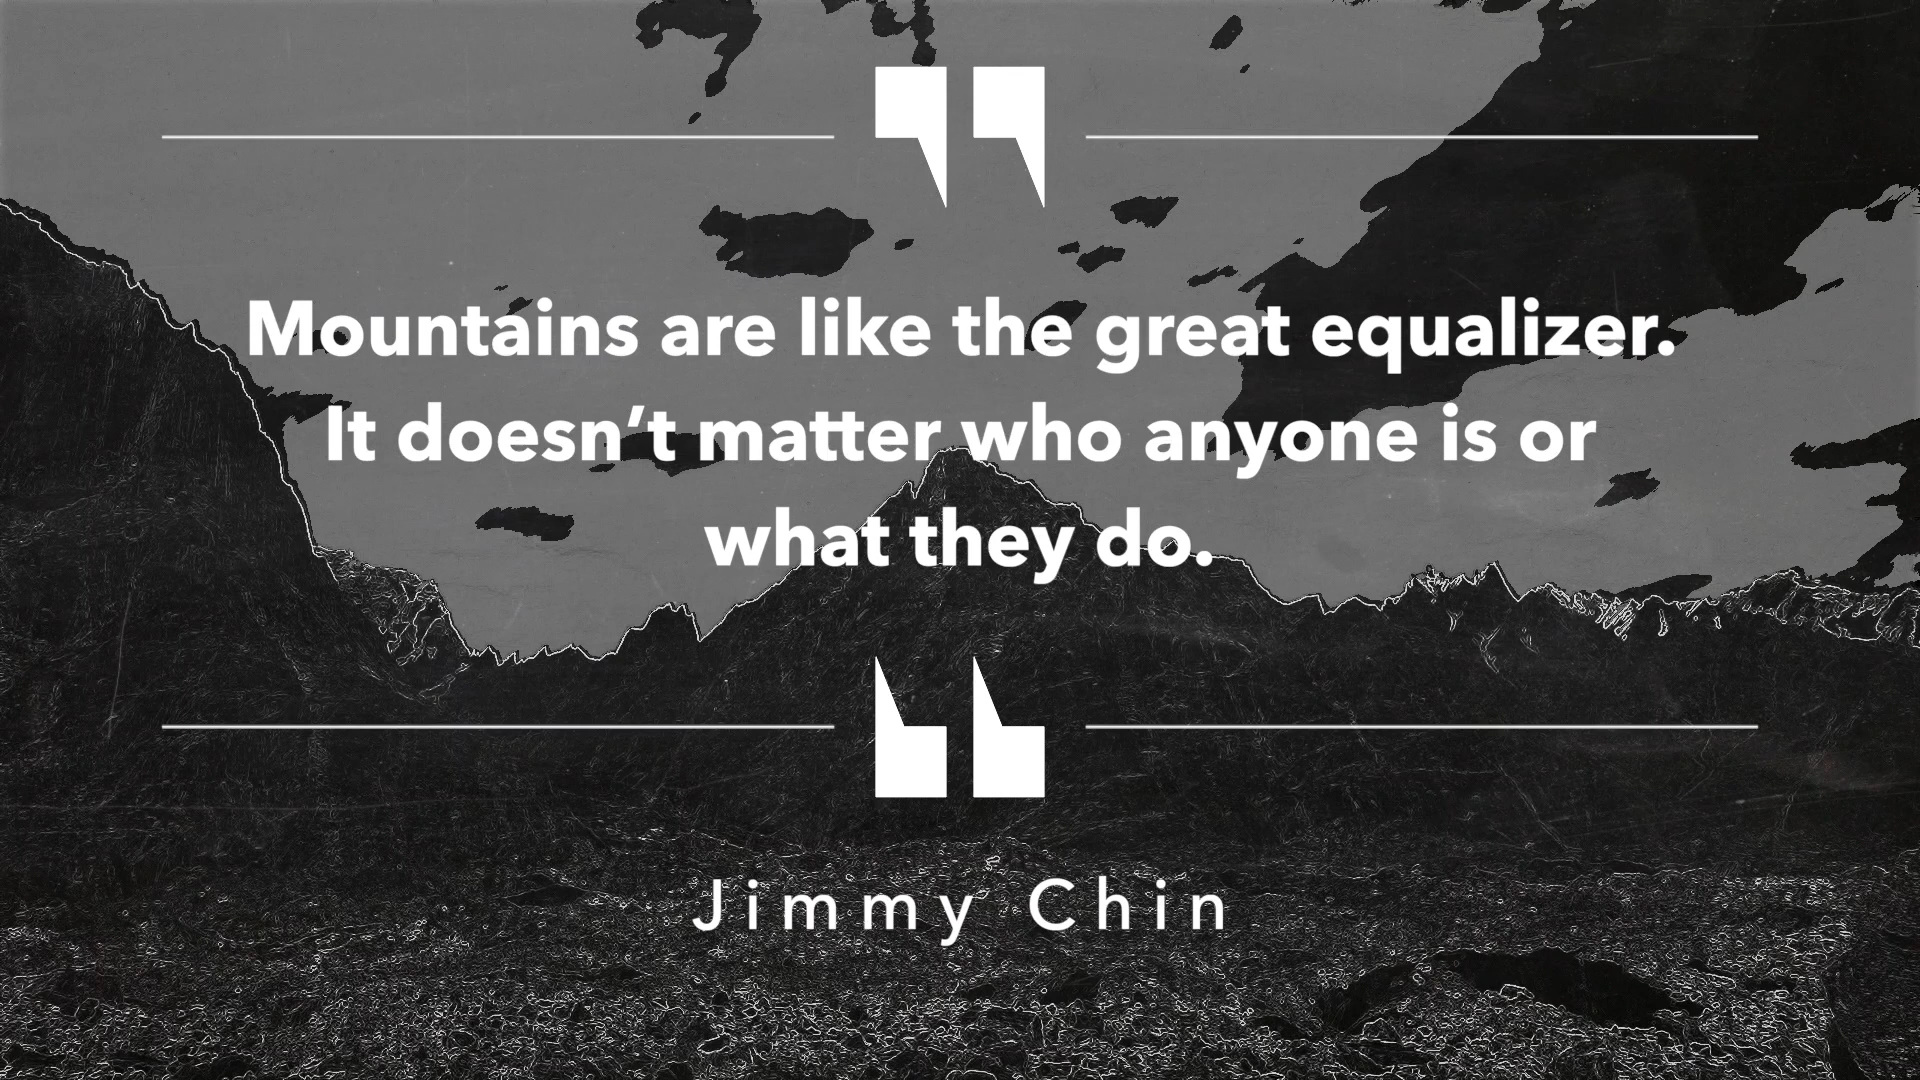 "
Mountains are like the great equalizer.
It doesn’t matter who anyone is or
what they do.
"
Jimmy Chin